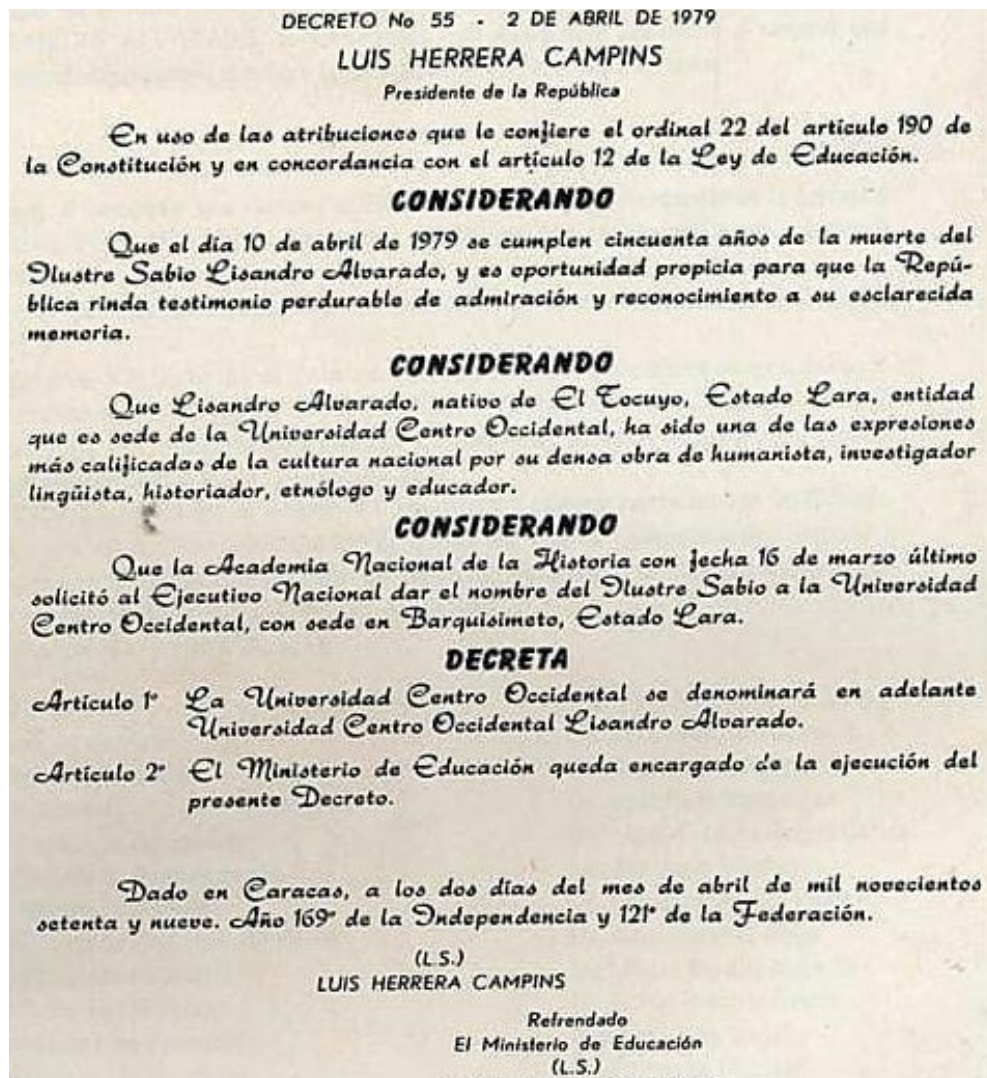 DECRETO No 55 - 2 DE ABRIL DE 1979
LUIS HERRERA CAMPINS
Presidente de la República
En uso de las atribuciones que le confiere el ordinal 22 del artículo 190 de
la Constitución y en concordancia con el artículo 12 de la Ley de Educación.
CONSIDERANDO
Que el día 10 de abril de 1979 se cumplen cincuenta años de la muerte del
Ilustre Sabio Lisandro Alvarado, y es oportunidad propicia para que la Repú-
blica rinda testimonio perdurable de admiración y reconocimiento a su esclarecida
memoria.
CONSIDERANDO
Que Lisandro Alvarado, nativo de El Tocuyo, Estado Lara, entidad
que es sede de la Universidad Centro Occidental, ha sido una de las expresiones
más calificadas de la cultura nacional por su densa obra de humanista, investigador
lingüista, historiador, etnólogo y educador.
CONSIDERANDO
Que la Academia Nacional de la Historia con fecha 16 de marzo último
solicitó al Ejecutivo Nacional dar el nombre del Ilustre Sabio a la Universidad
Centro Occidental, con sede en Barquisimeto, Estado Lara.
DECRETA
Artículo 1º La Universidad Centro Occidental se denominará en adelante
Universidad Centro Occidental Lisandro Alvarado.
Artículo 2º El Ministerio de Educación queda encargado de la ejecución del
presente Decreto.
Dado en Caracas, a los dos días del mes de abril de mil novecientos
setenta y nueve. Año 169º de la Independencia y 121º de la Federación.
(L.S.)
LUIS HERRERA CAMPINS
Refrendado
El Ministerio de Educación
(L.S.)